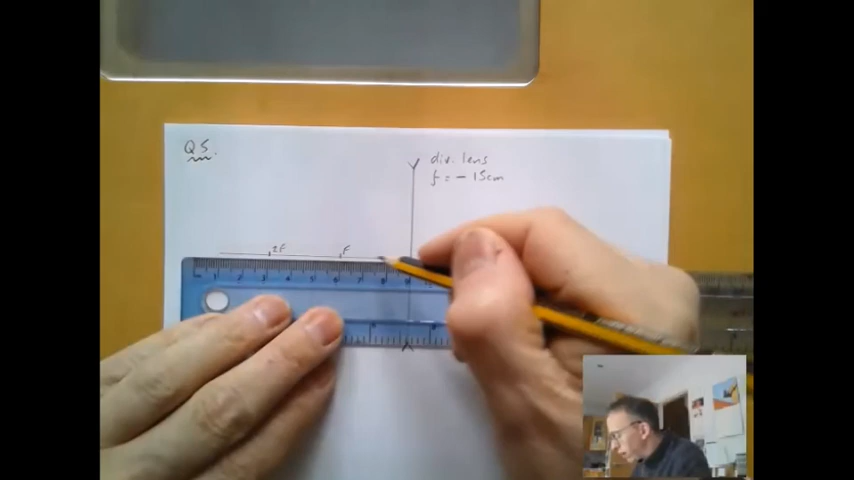 Q5.
div. lens
f = - 15cm
2F F